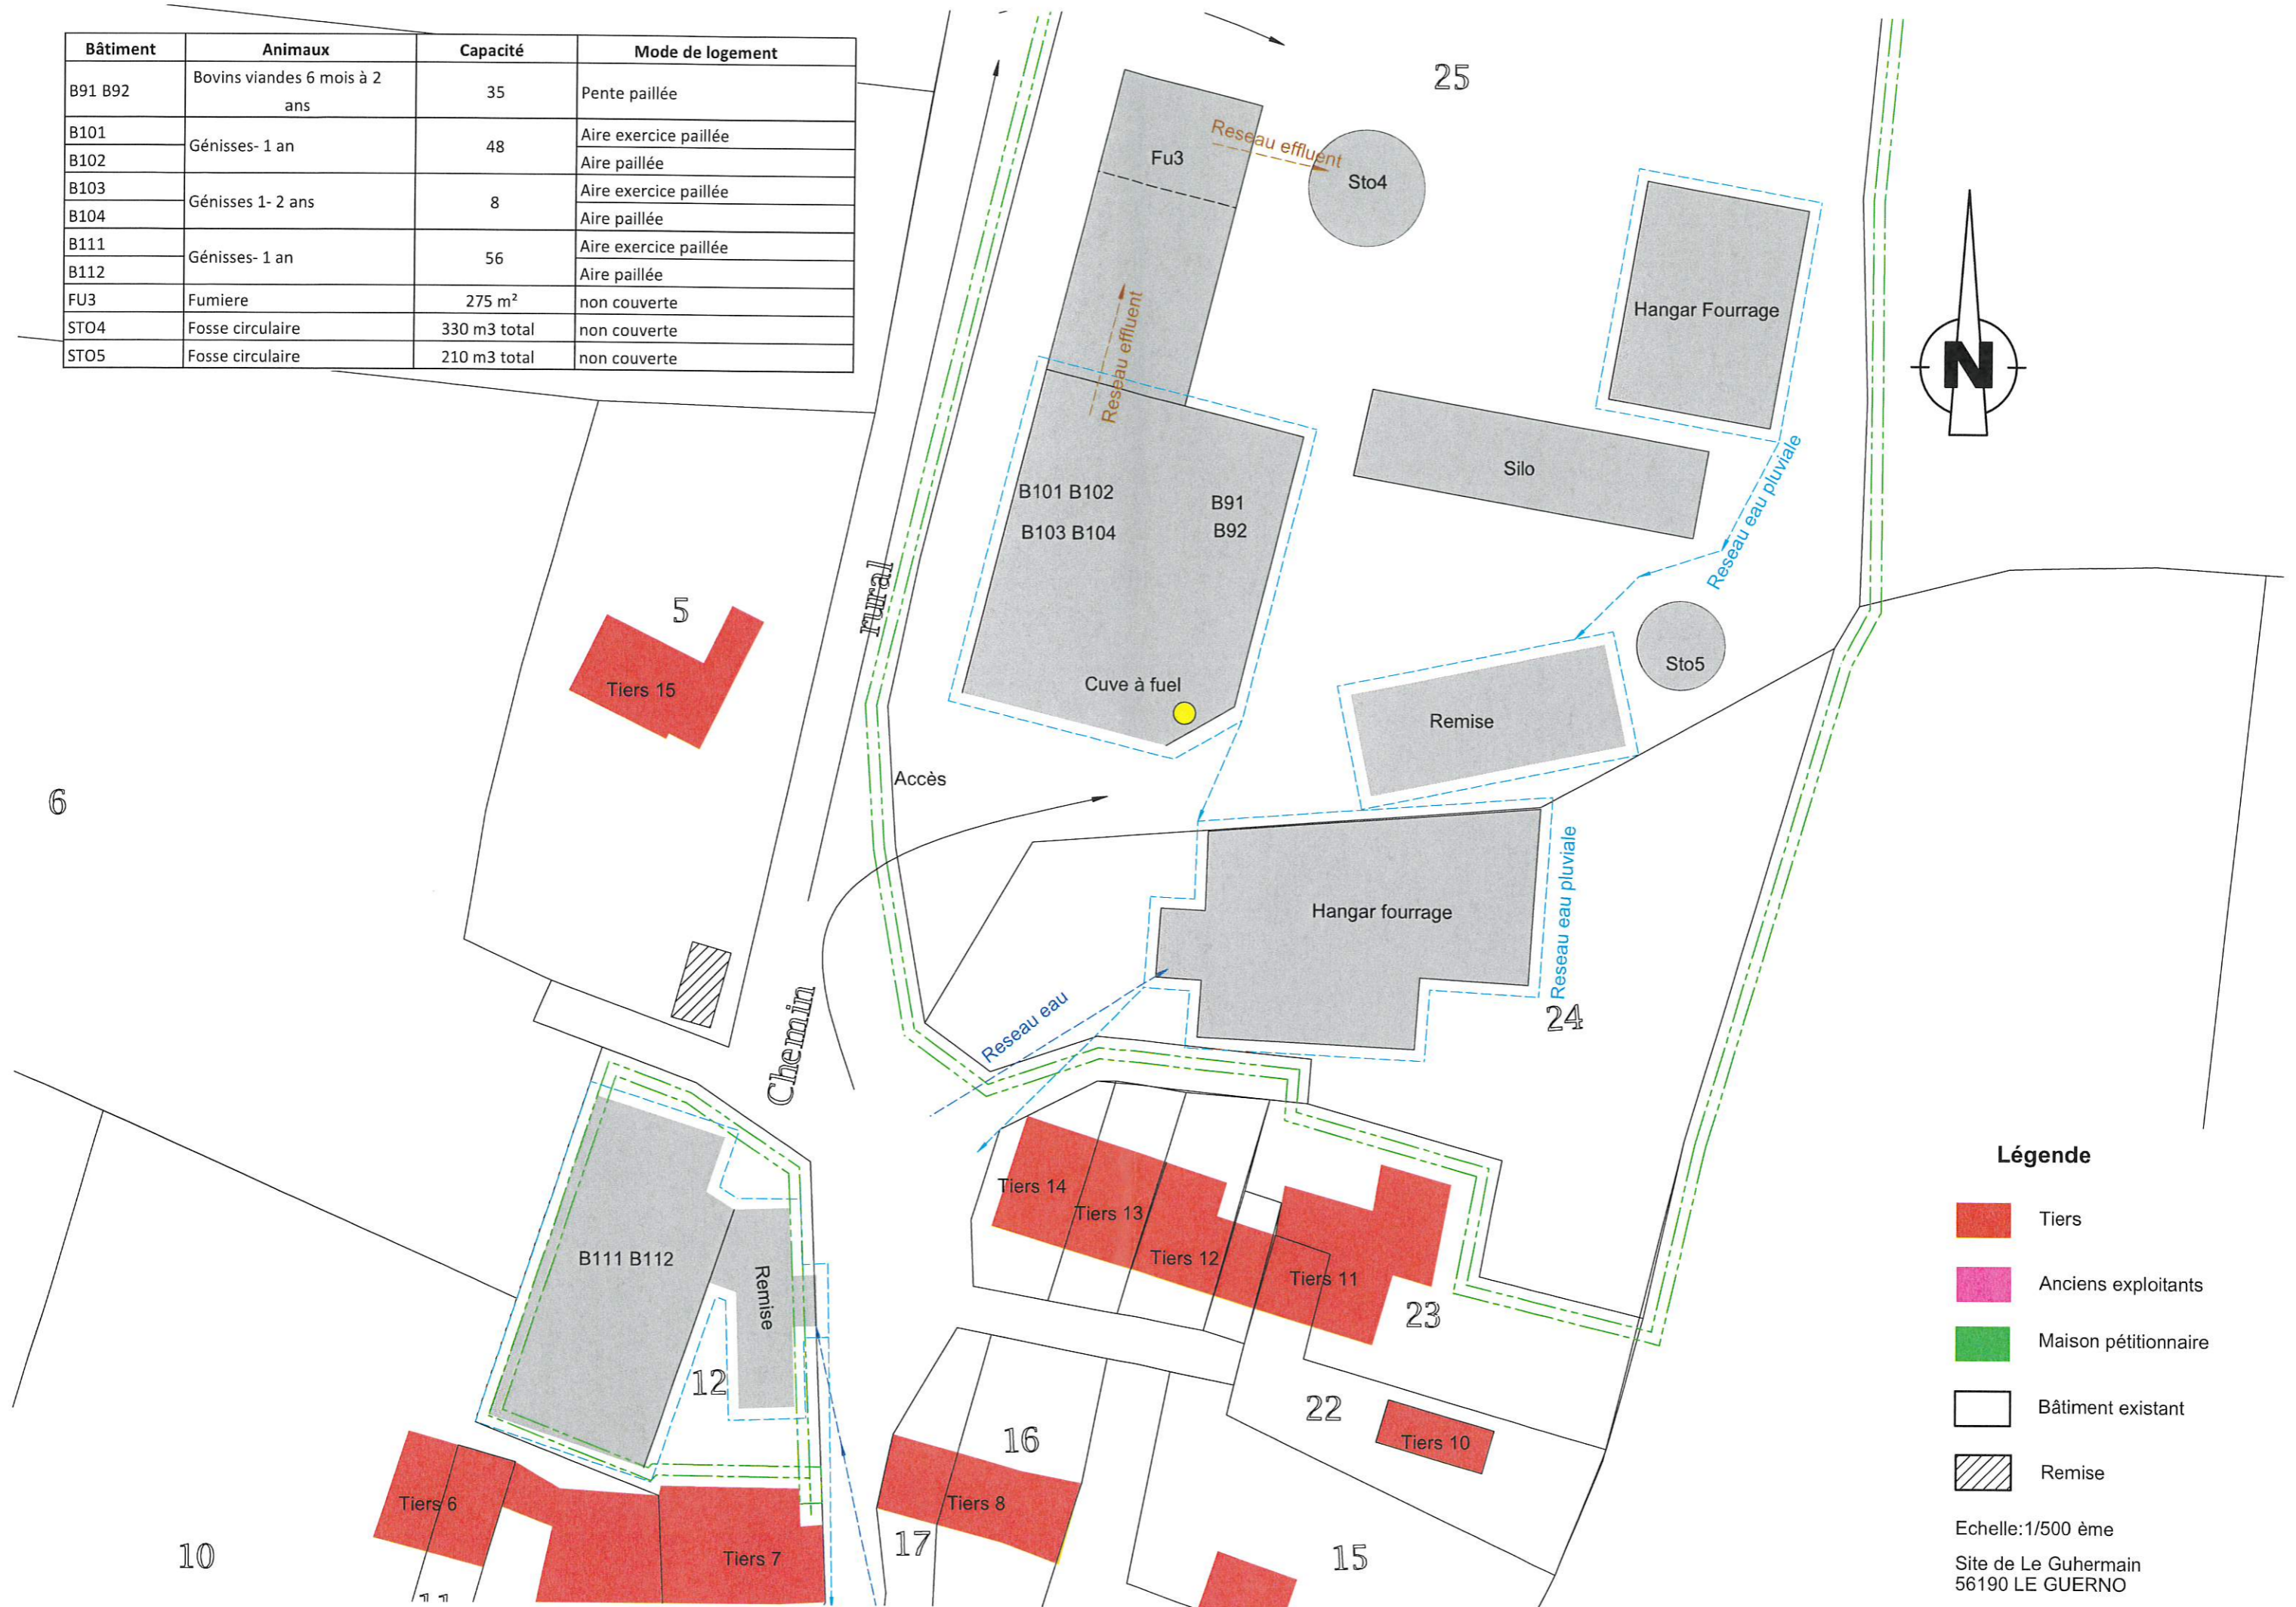 Bâtiment Animaux Capacité Mode de logement
B91 B92 Bovins viandes 6 mois à 2 ans 35 Pente paillée
B101 Génisses- 1 an 48 Aire exercice paillée
B102 Aire paillée
B103 Génisses 1- 2 ans 8 Aire exercice paillée
B104 Aire paillée
B111 Génisses- 1 an 56 Aire exercice paillée
B112 Aire paillée
FU3 Fumiere 275 m² non couverte
STO4 Fosse circulaire 330 m3 total non couverte
STO5 Fosse circulaire 210 m3 total non couverte
25
Fu3
Reseau effluent
Sto4
Hangar Fourrage
N
Reseau effluent
Silo
B101 B102
B103 B104
B91
B92
Reseau eau pluviale
rural
5
Tiers 15
Cuve à fuel
Sto5
Remise
Accès
6
Hangar fourrage
Reseau eau pluviale
24
Reseau eau
Chemin
Tiers 14
Tiers 13
Tiers 12
Tiers 11
23
B111 B112
Remise
12
22
Tiers 10
16
Tiers 8
17
15
Tiers 6
Tiers 7
10
11
Légende
Tiers
Anciens exploitants
Maison pétitionnaire
Bâtiment existant
Remise
Echelle:1/500 ème
Site de Le Guhermain
56190 LE GUERNO